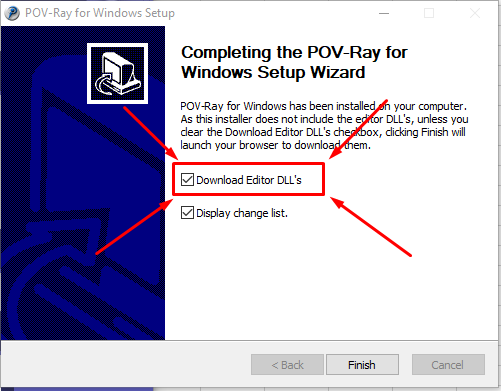 POV-Ray for Windows Setup
Completing the POV-Ray for
Windows Setup Wizard
POV-Ray for Windows has been installed on your computer.
As this installer does not include the editor DLL's, unless you
clear the Download Editor DLL's checkbox, clicking Finish will
launch your browser to download them.
Download Editor DLL's
Display change list.
< Back Finish Cancel